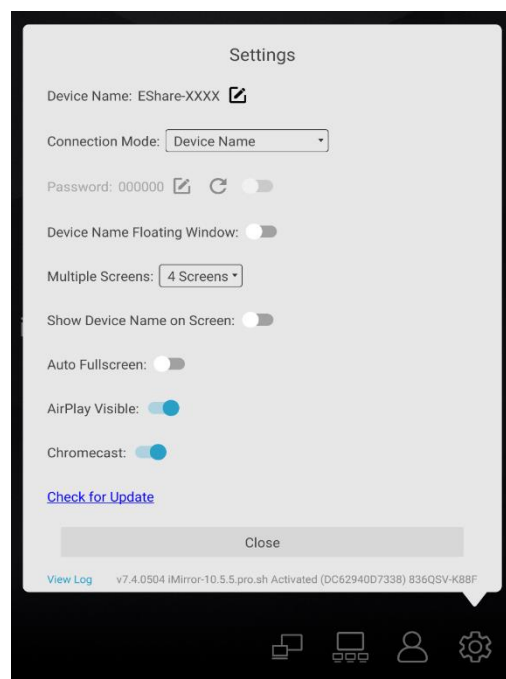 Settings
Device Name: EShare-XXXX
Connection Mode: Device Name
Password: 000000
Device Name Floating Window:
Multiple Screens: 4 Screens
Show Device Name on Screen:
Auto Fullscreen:
AirPlay Visible:
Chromecast:
Check for Update
Close
View Log v7.4.0504 iMirror-10.5.5.pro.sh Activated (DC62940D7338) 836QSV-K88F